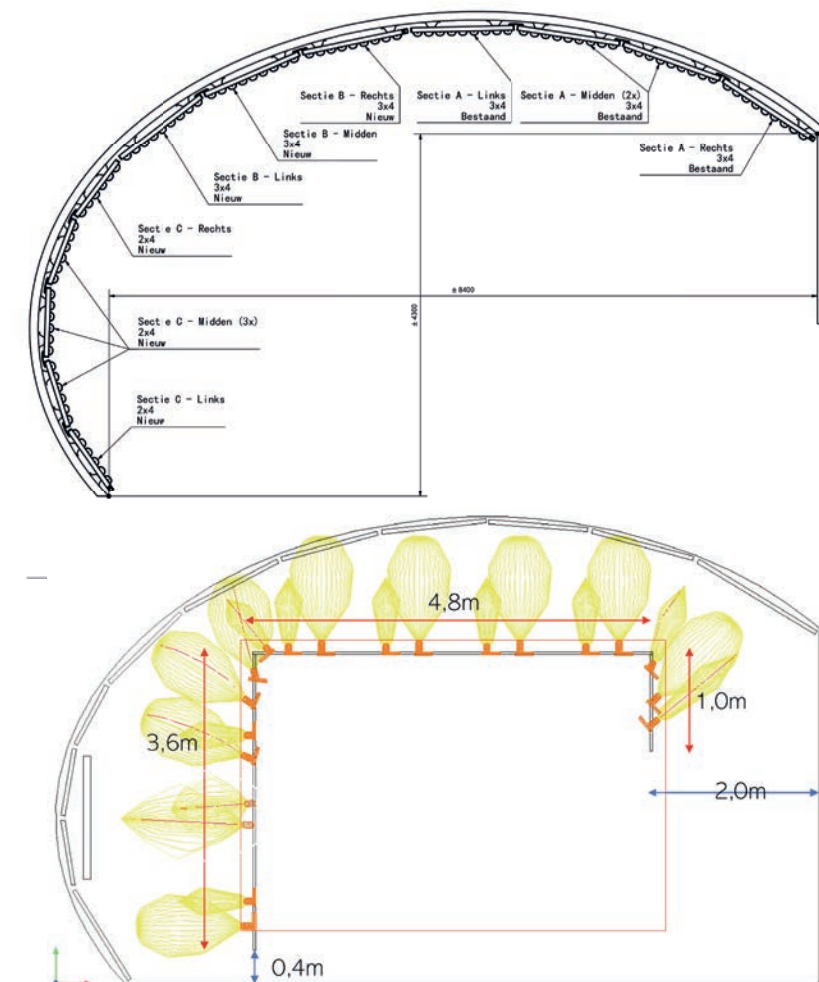 Sectie B - Rechts
3x4
Nieuw
Sectie A - Links
3x4
Bestaand
Sectie A - Midden (2x)
3x4
Bestaand
Sectie B - Midden
3x4
Nieuw
Sectie A - Rechts
3x4
Bestaand
Sectie B - Links
3x4
Nieuw
Sect e C - Rechts
2x4
Nieuw
± 8400
± 4300
Sect e C - Midden (3x)
2x4
Nieuw
Sectie C - Links
2x4
Nieuw
4,8m
1,0m
3,6m
2,0m
0,4m